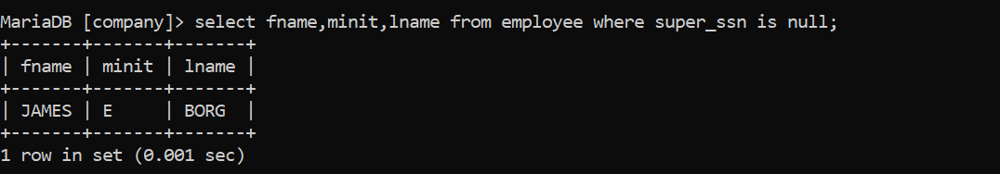 MariaDB [company]> select fname,minit,lname from employee where super_ssn is null;
+-------+-------+-------+
| fname | minit | lname |
+-------+-------+-------+
| JAMES | E     | BORG  |
+-------+-------+-------+
1 row in set (0.001 sec)